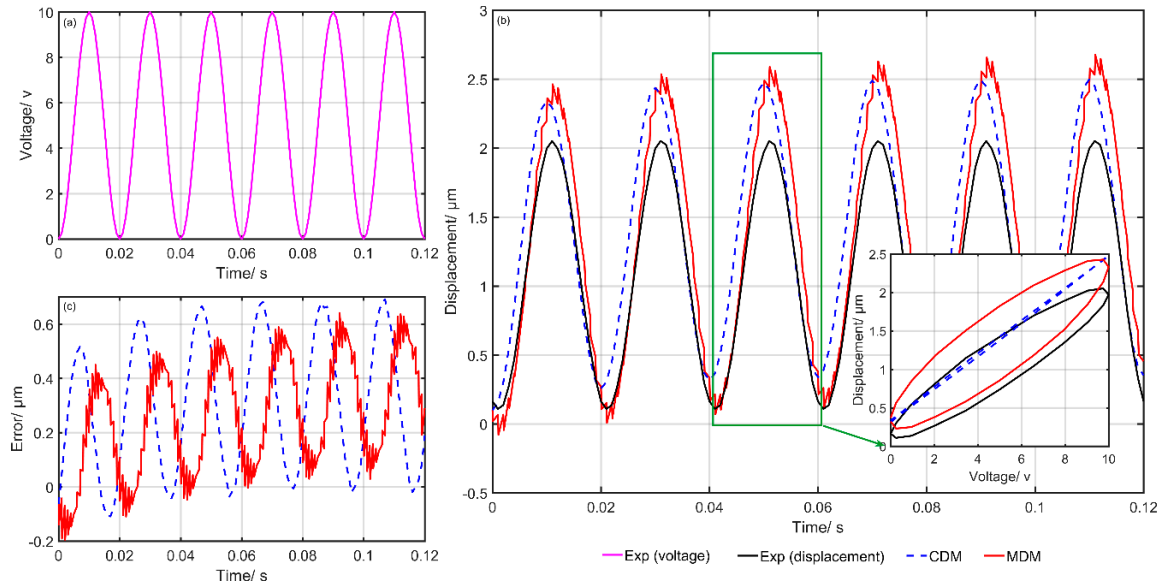 (a)
10
8
6
4
2
0
Voltage/ v
0 0.02 0.04 0.06 0.08 0.1 0.12
Time/ s
(c)
0.6
0.4
0.2
0
-0.2
Error/ μm
0 0.02 0.04 0.06 0.08 0.1 0.12
Time/ s
(b)
3
2.5
2
1.5
1
0.5
0
-0.5
Displacement/ μm
0 0.02 0.04 0.06 0.08 0.1 0.12
Time/ s
2.5
2
1.5
1
0.5
0
Displacement/ μm
0 2 4 6 8 10
Voltage/ v
Exp (voltage) Exp (displacement) CDM MDM